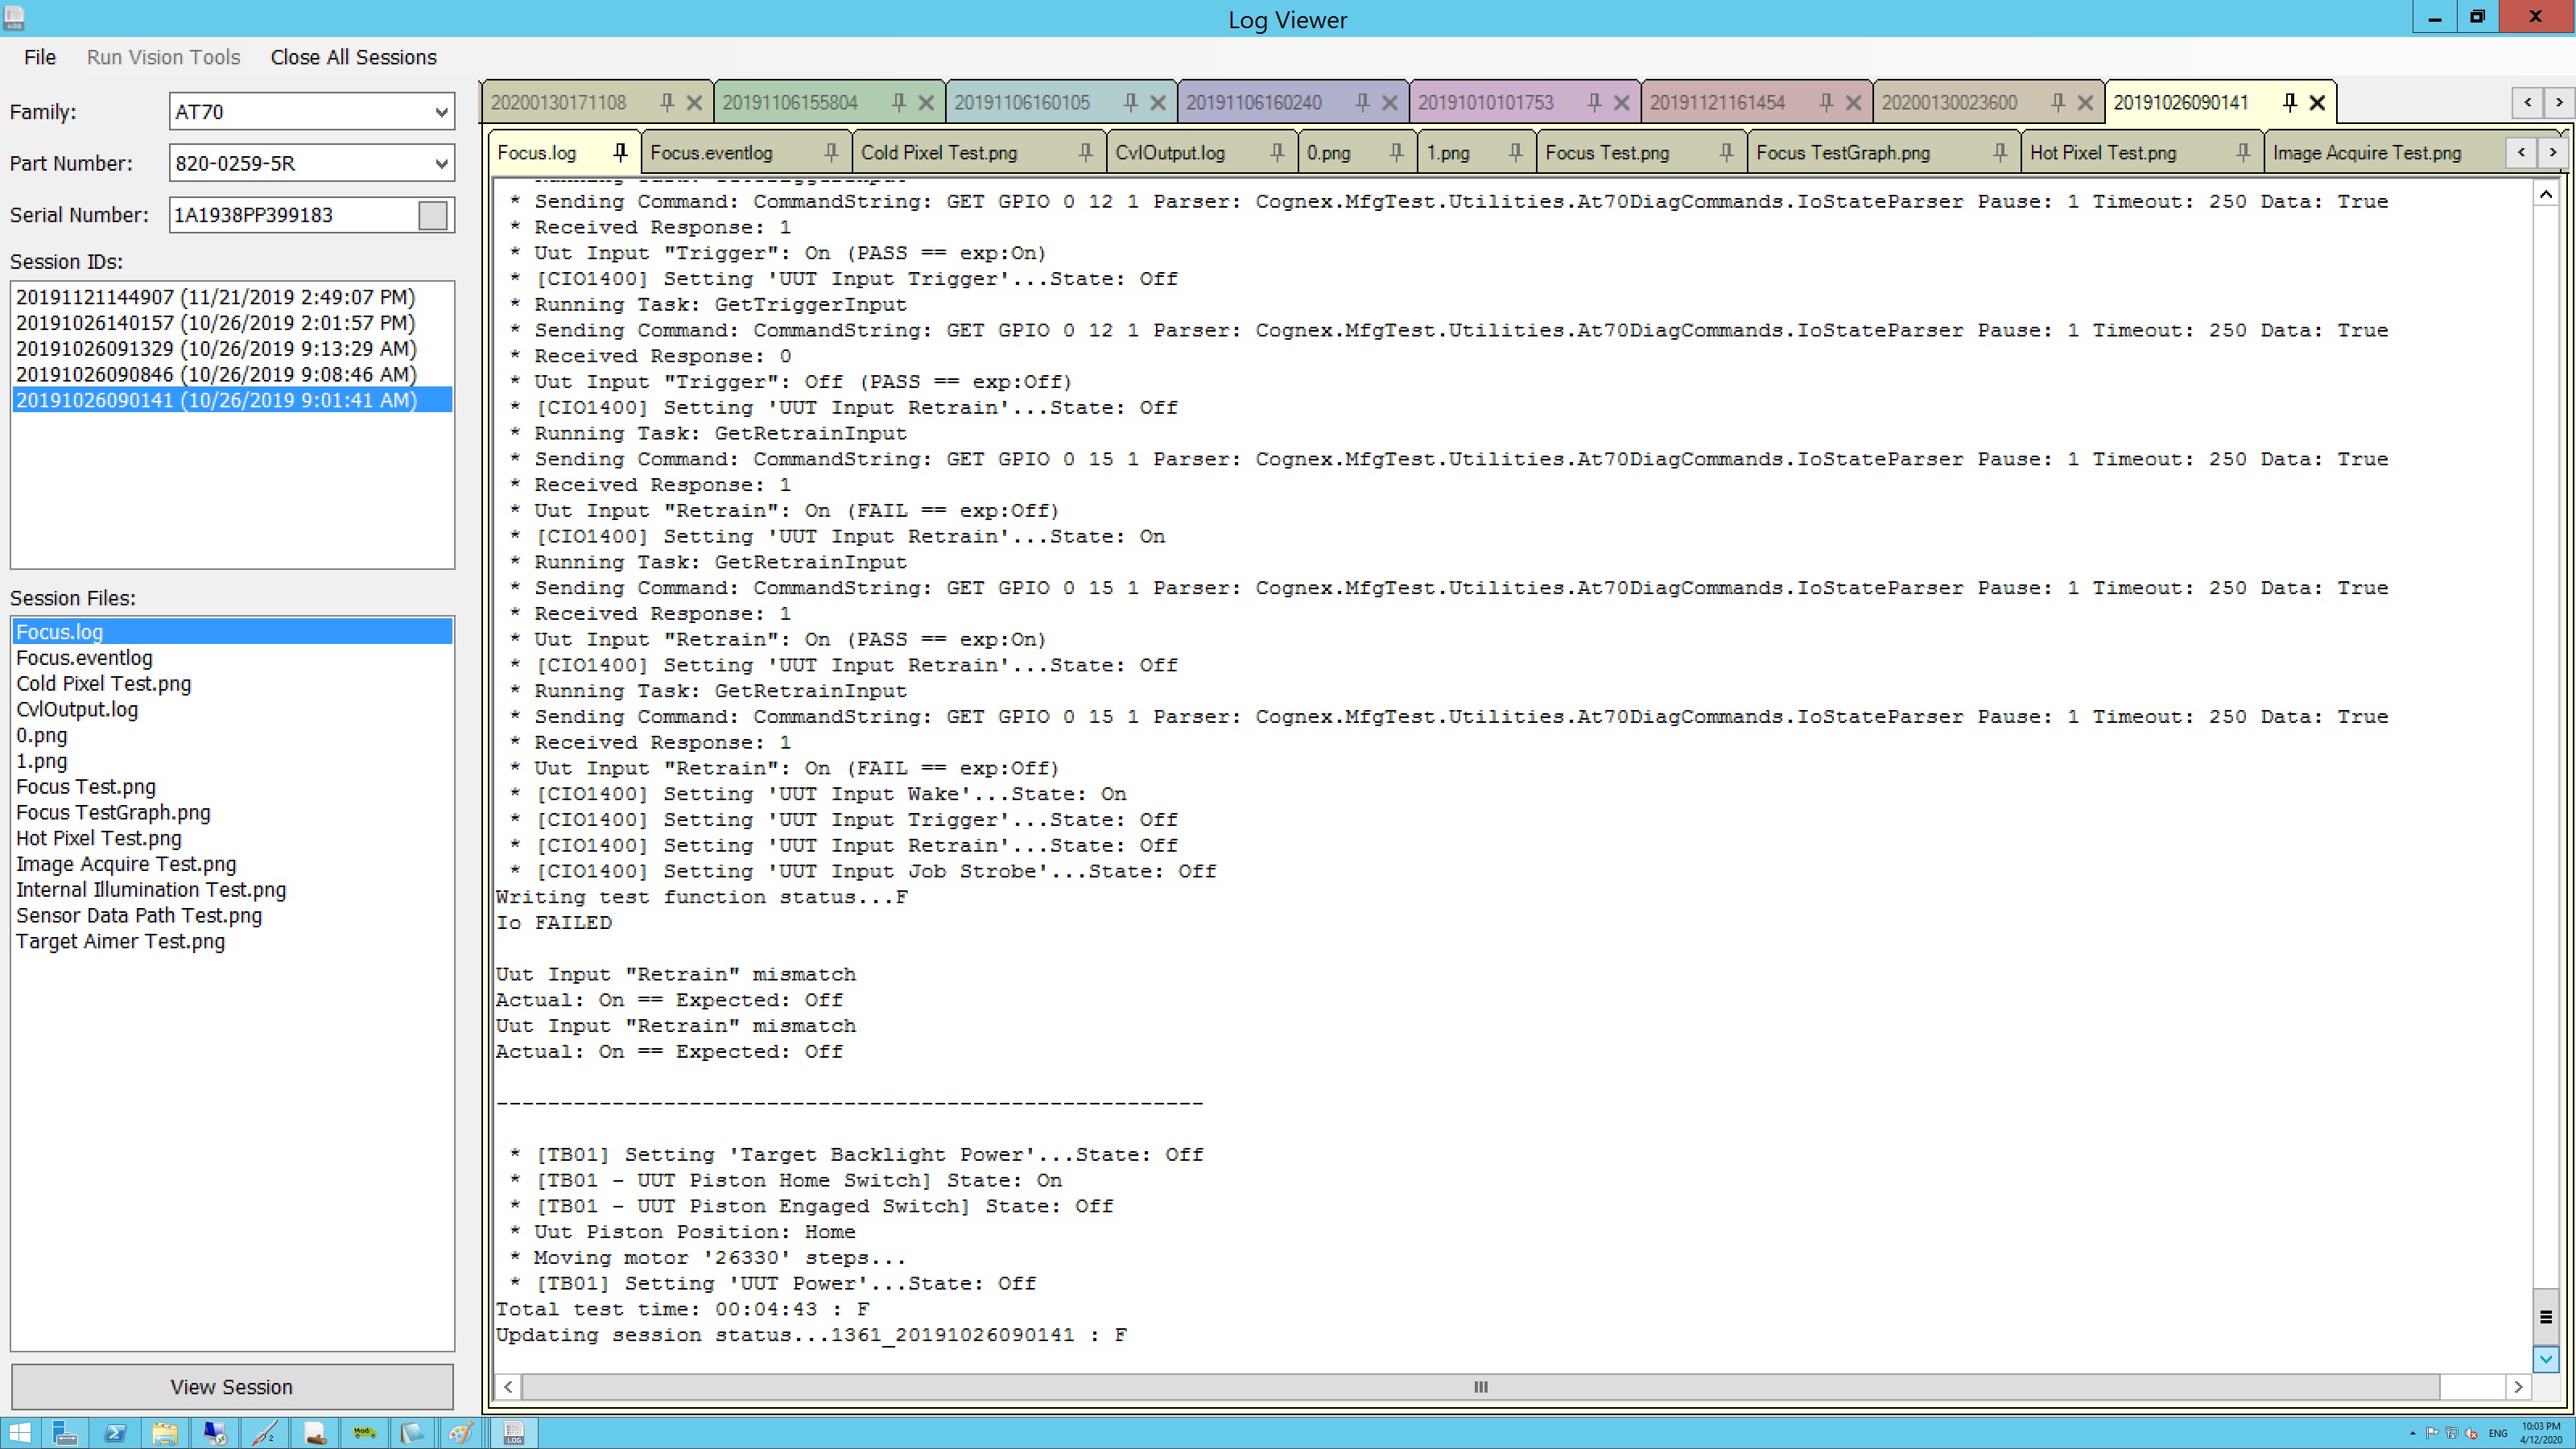 Log Viewer
File Run Vision Tools Close All Sessions
Family: AT70
Part Number: 820-0259-5R
Serial Number: 1A1938PP399183
Session IDs:
20191121144907 (11/21/2019 2:49:07 PM)
20191026140157 (10/26/2019 2:01:57 PM)
20191026091329 (10/26/2019 9:13:29 AM)
20191026090846 (10/26/2019 9:08:46 AM)
20191026090141 (10/26/2019 9:01:41 AM)
Session Files:
Focus.log
Focus.eventlog
Cold Pixel Test.png
CvlOutput.log
0.png
1.png
Focus Test.png
Focus TestGraph.png
Hot Pixel Test.png
Image Acquire Test.png
Internal Illumination Test.png
Sensor Data Path Test.png
Target Aimer Test.png
View Session
20200130171108 20191106155804 20191106160105 20191106160240 20191010101753 20191121161454 20200130023600 20191026090141
Focus.log Focus.eventlog Cold Pixel Test.png CvlOutput.log 0.png 1.png Focus Test.png Focus TestGraph.png Hot Pixel Test.png Image Acquire Test.png
* Sending Command: CommandString: GET GPIO 0 12 1 Parser: Cognex.MfgTest.Utilities.At70DiagCommands.IoStateParser Pause: 1 Timeout: 250 Data: True
* Received Response: 1
* Uut Input "Trigger": On (PASS == exp:On)
* [CIO1400] Setting 'UUT Input Trigger'...State: Off
* Running Task: GetTriggerInput
* Sending Command: CommandString: GET GPIO 0 12 1 Parser: Cognex.MfgTest.Utilities.At70DiagCommands.IoStateParser Pause: 1 Timeout: 250 Data: True
* Received Response: 0
* Uut Input "Trigger": Off (PASS == exp:Off)
* [CIO1400] Setting 'UUT Input Retrain'...State: Off
* Running Task: GetRetrainInput
* Sending Command: CommandString: GET GPIO 0 15 1 Parser: Cognex.MfgTest.Utilities.At70DiagCommands.IoStateParser Pause: 1 Timeout: 250 Data: True
* Received Response: 1
* Uut Input "Retrain": On (FAIL == exp:Off)
* [CIO1400] Setting 'UUT Input Retrain'...State: On
* Running Task: GetRetrainInput
* Sending Command: CommandString: GET GPIO 0 15 1 Parser: Cognex.MfgTest.Utilities.At70DiagCommands.IoStateParser Pause: 1 Timeout: 250 Data: True
* Received Response: 1
* Uut Input "Retrain": On (PASS == exp:On)
* [CIO1400] Setting 'UUT Input Retrain'...State: Off
* Running Task: GetRetrainInput
* Sending Command: CommandString: GET GPIO 0 15 1 Parser: Cognex.MfgTest.Utilities.At70DiagCommands.IoStateParser Pause: 1 Timeout: 250 Data: True
* Received Response: 1
* Uut Input "Retrain": On (FAIL == exp:Off)
* [CIO1400] Setting 'UUT Input Wake'...State: On
* [CIO1400] Setting 'UUT Input Trigger'...State: Off
* [CIO1400] Setting 'UUT Input Retrain'...State: Off
* [CIO1400] Setting 'UUT Input Job Strobe'...State: Off
Writing test function status...F
Io FAILED
Uut Input "Retrain" mismatch
Actual: On == Expected: Off
Uut Input "Retrain" mismatch
Actual: On == Expected: Off
-------------------------------------------------------
* [TB01] Setting 'Target Backlight Power'...State: Off
* [TB01 - UUT Piston Home Switch] State: On
* [TB01 - UUT Piston Engaged Switch] State: Off
* Uut Piston Position: Home
* Moving motor '26330' steps...
* [TB01] Setting 'UUT Power'...State: Off
Total test time: 00:04:43 : F
Updating session status...1361_20191026090141 : F
ENG
10:03 PM
4/12/2020